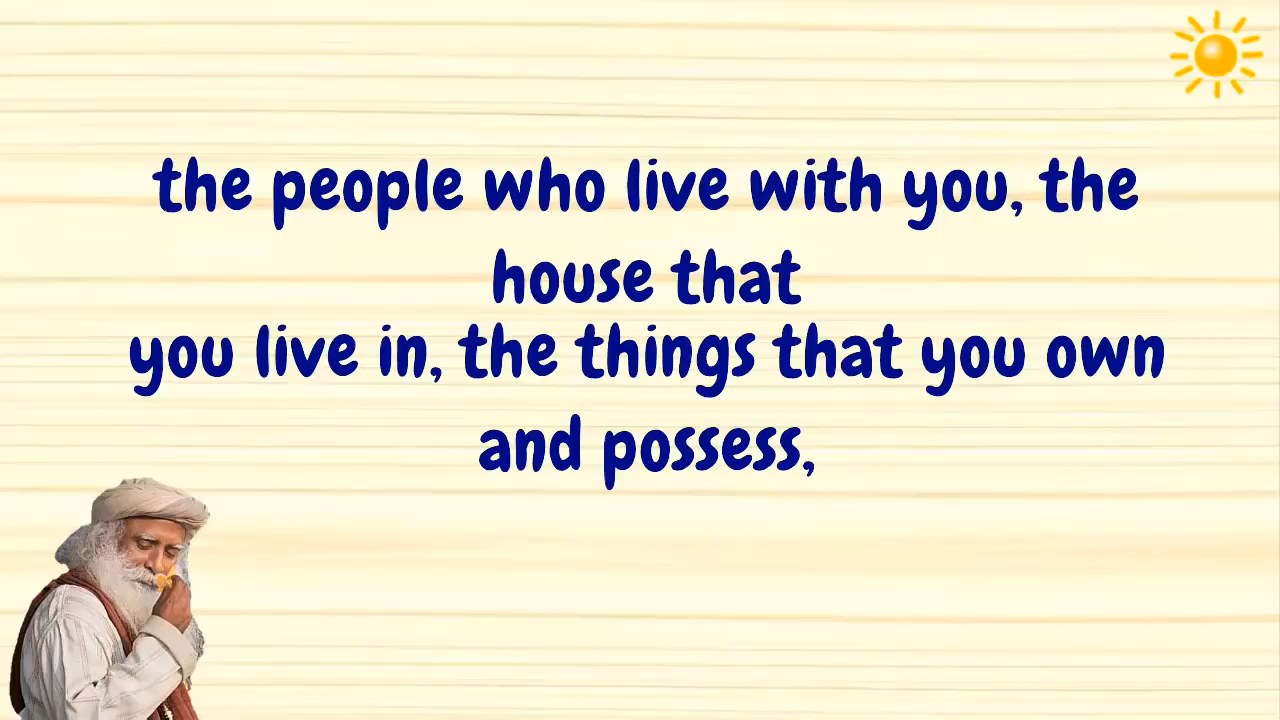 the people who live with you, the
house that
you live in, the things that you own
and possess,